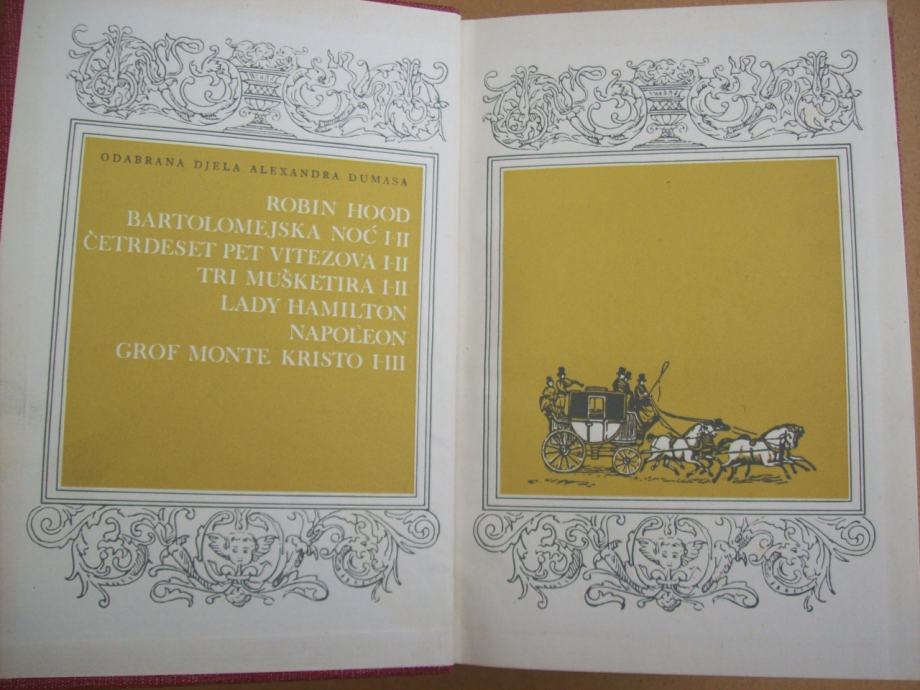 ODABRANA DJELA ALEXANDRA DUMASA
ROBIN HOOD
BARTOLOMEJSKA NOĆ I-II
ČETRDESET PET VITEZOVA I-II
TRI MUŠKETIRA I-II
LADY HAMILTON
NAPOLEON
GROF MONTE KRISTO I-III